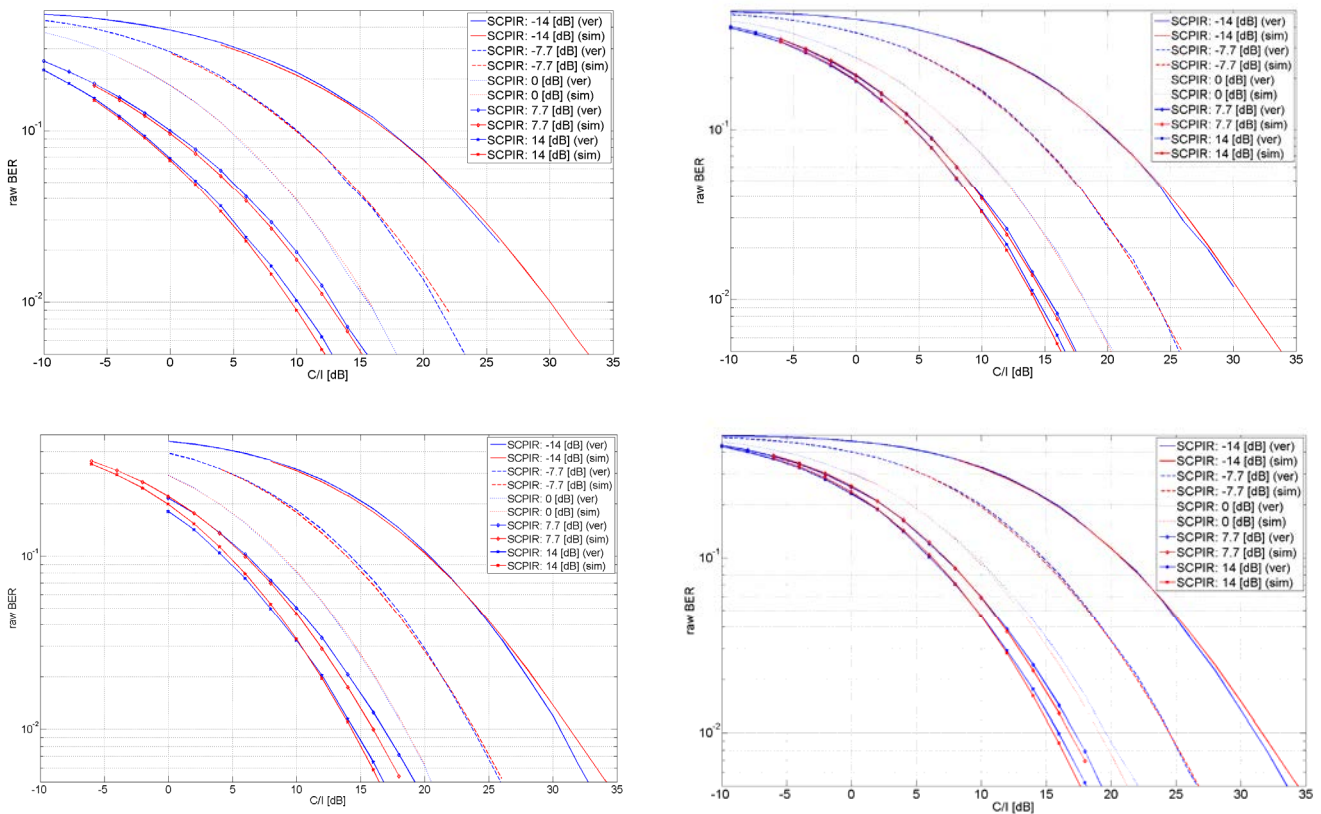 SCPIR: -14 [dB] (ver)
SCPIR: -14 [dB] (sim)
SCPIR: -7.7 [dB] (ver)
SCPIR: -7.7 [dB] (sim)
SCPIR: 0 [dB] (ver)
SCPIR: 0 [dB] (sim)
SCPIR: 7.7 [dB] (ver)
SCPIR: 7.7 [dB] (sim)
SCPIR: 14 [dB] (ver)
SCPIR: 14 [dB] (sim)
raw BER
10^-1
10^-2
-10 -5 0 5 10 15 20 25 30 35
C/I [dB]
SCPIR: -14 [dB] (ver)
SCPIR: -14 [dB] (sim)
SCPIR: -7.7 [dB] (ver)
SCPIR: -7.7 [dB] (sim)
SCPIR: 0 [dB] (ver)
SCPIR: 0 [dB] (sim)
SCPIR: 7.7 [dB] (ver)
SCPIR: 7.7 [dB] (sim)
SCPIR: 14 [dB] (ver)
SCPIR: 14 [dB] (sim)
raw BER
10^-1
10^-2
-10 -5 0 5 10 15 20 25 30 35
C/I [dB]
SCPIR: -14 [dB] (ver)
SCPIR: -14 [dB] (sim)
SCPIR: -7.7 [dB] (ver)
SCPIR: -7.7 [dB] (sim)
SCPIR: 0 [dB] (ver)
SCPIR: 0 [dB] (sim)
SCPIR: 7.7 [dB] (ver)
SCPIR: 7.7 [dB] (sim)
SCPIR: 14 [dB] (ver)
SCPIR: 14 [dB] (sim)
raw BER
10^-1
10^-2
-10 -5 0 5 10 15 20 25 30 35
C/I [dB]
SCPIR: -14 [dB] (ver)
SCPIR: -14 [dB] (sim)
SCPIR: -7.7 [dB] (ver)
SCPIR: -7.7 [dB] (sim)
SCPIR: 0 [dB] (ver)
SCPIR: 0 [dB] (sim)
SCPIR: 7.7 [dB] (ver)
SCPIR: 7.7 [dB] (sim)
SCPIR: 14 [dB] (ver)
SCPIR: 14 [dB] (sim)
raw BER
10^-1
10^-2
-10 -5 0 5 10 15 20 25 30 35
C/I [dB]